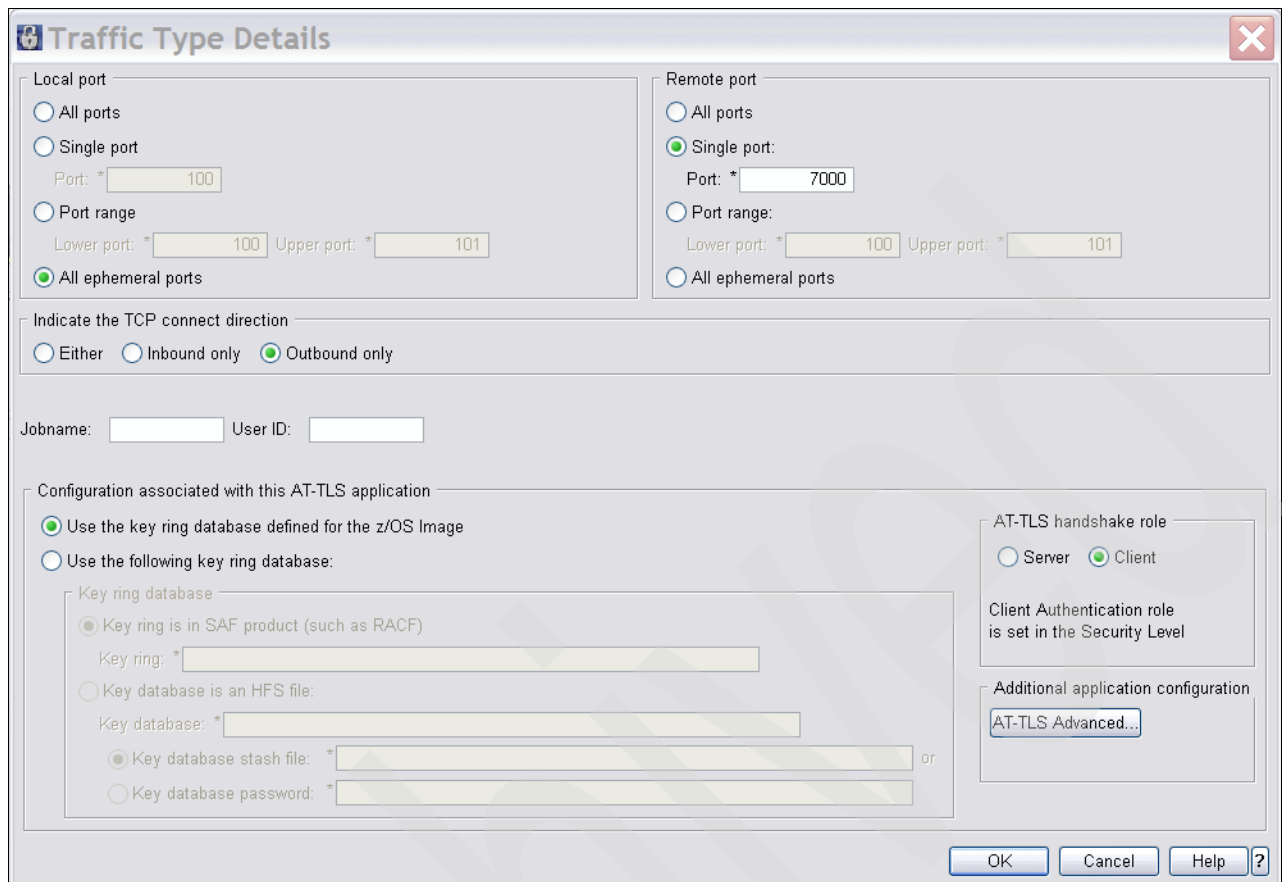 Traffic Type Details
Local port
All ports
Single port
Port: * 100
Port range
Lower port: * 100 Upper port: * 101
All ephemeral ports
Remote port
All ports
Single port:
Port: * 7000
Port range:
Lower port: * 100 Upper port: * 101
All ephemeral ports
Indicate the TCP connect direction
Either Inbound only Outbound only
Jobname: User ID:
Configuration associated with this AT-TLS application
Use the key ring database defined for the z/OS Image
Use the following key ring database:
Key ring database
Key ring is in SAF product (such as RACF)
Key ring: *
Key database is an HFS file:
Key database: *
Key database stash file: * or
Key database password: *
AT-TLS handshake role
Server Client
Client Authentication role
is set in the Security Level
Additional application configuration
AT-TLS Advanced...
OK Cancel Help ?